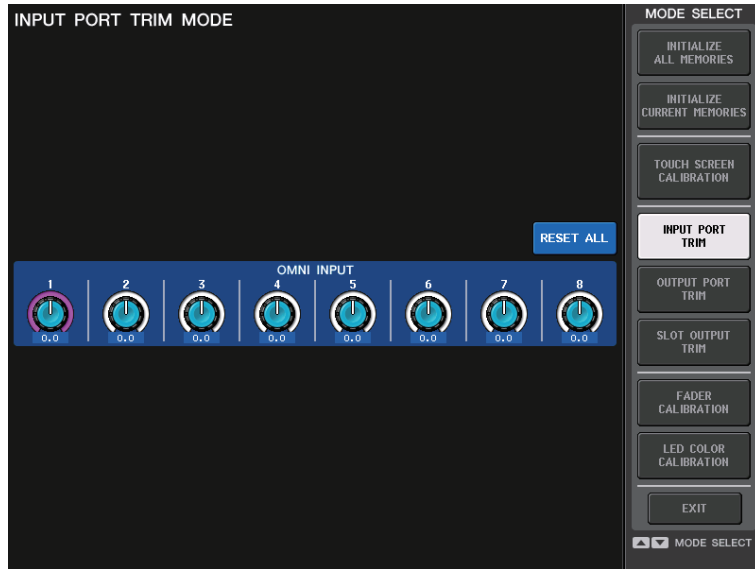 INPUT PORT TRIM MODE
RESET ALL
OMNI INPUT
1 2 3 4 5 6 7 8
0.0 0.0 0.0 0.0 0.0 0.0 0.0 0.0
MODE SELECT
INITIALIZE
ALL MEMORIES
INITIALIZE
CURRENT MEMORIES
TOUCH SCREEN
CALIBRATION
INPUT PORT
TRIM
OUTPUT PORT
TRIM
SLOT OUTPUT
TRIM
FADER
CALIBRATION
LED COLOR
CALIBRATION
EXIT
MODE SELECT